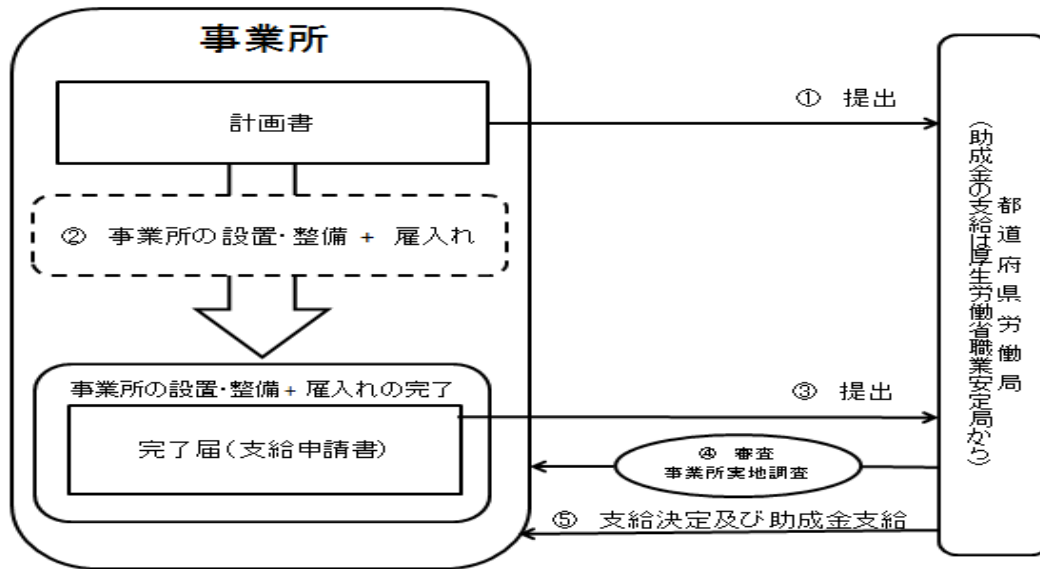 事業所
計画書
① 提出
② 事業所の設置・整備 + 雇入れ
事業所の設置・整備+雇入れの完了
完了届(支給申請書)
③ 提出
④ 審査
事業所実地調査
⑤ 支給決定及び助成金支給
都道府県労働局
(助成金の支給は厚生労働省職業安定局から)